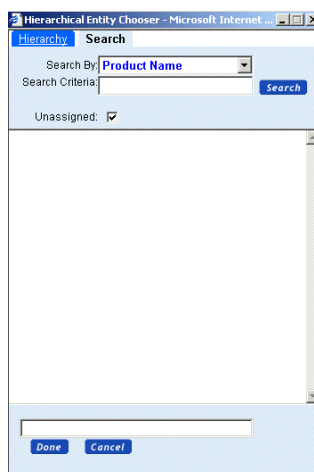 Hierarchical Entity Chooser - Microsoft Internet ...
Hierarchy Search
Search By: Product Name
Search Criteria:
Search
Unassigned:
Done Cancel